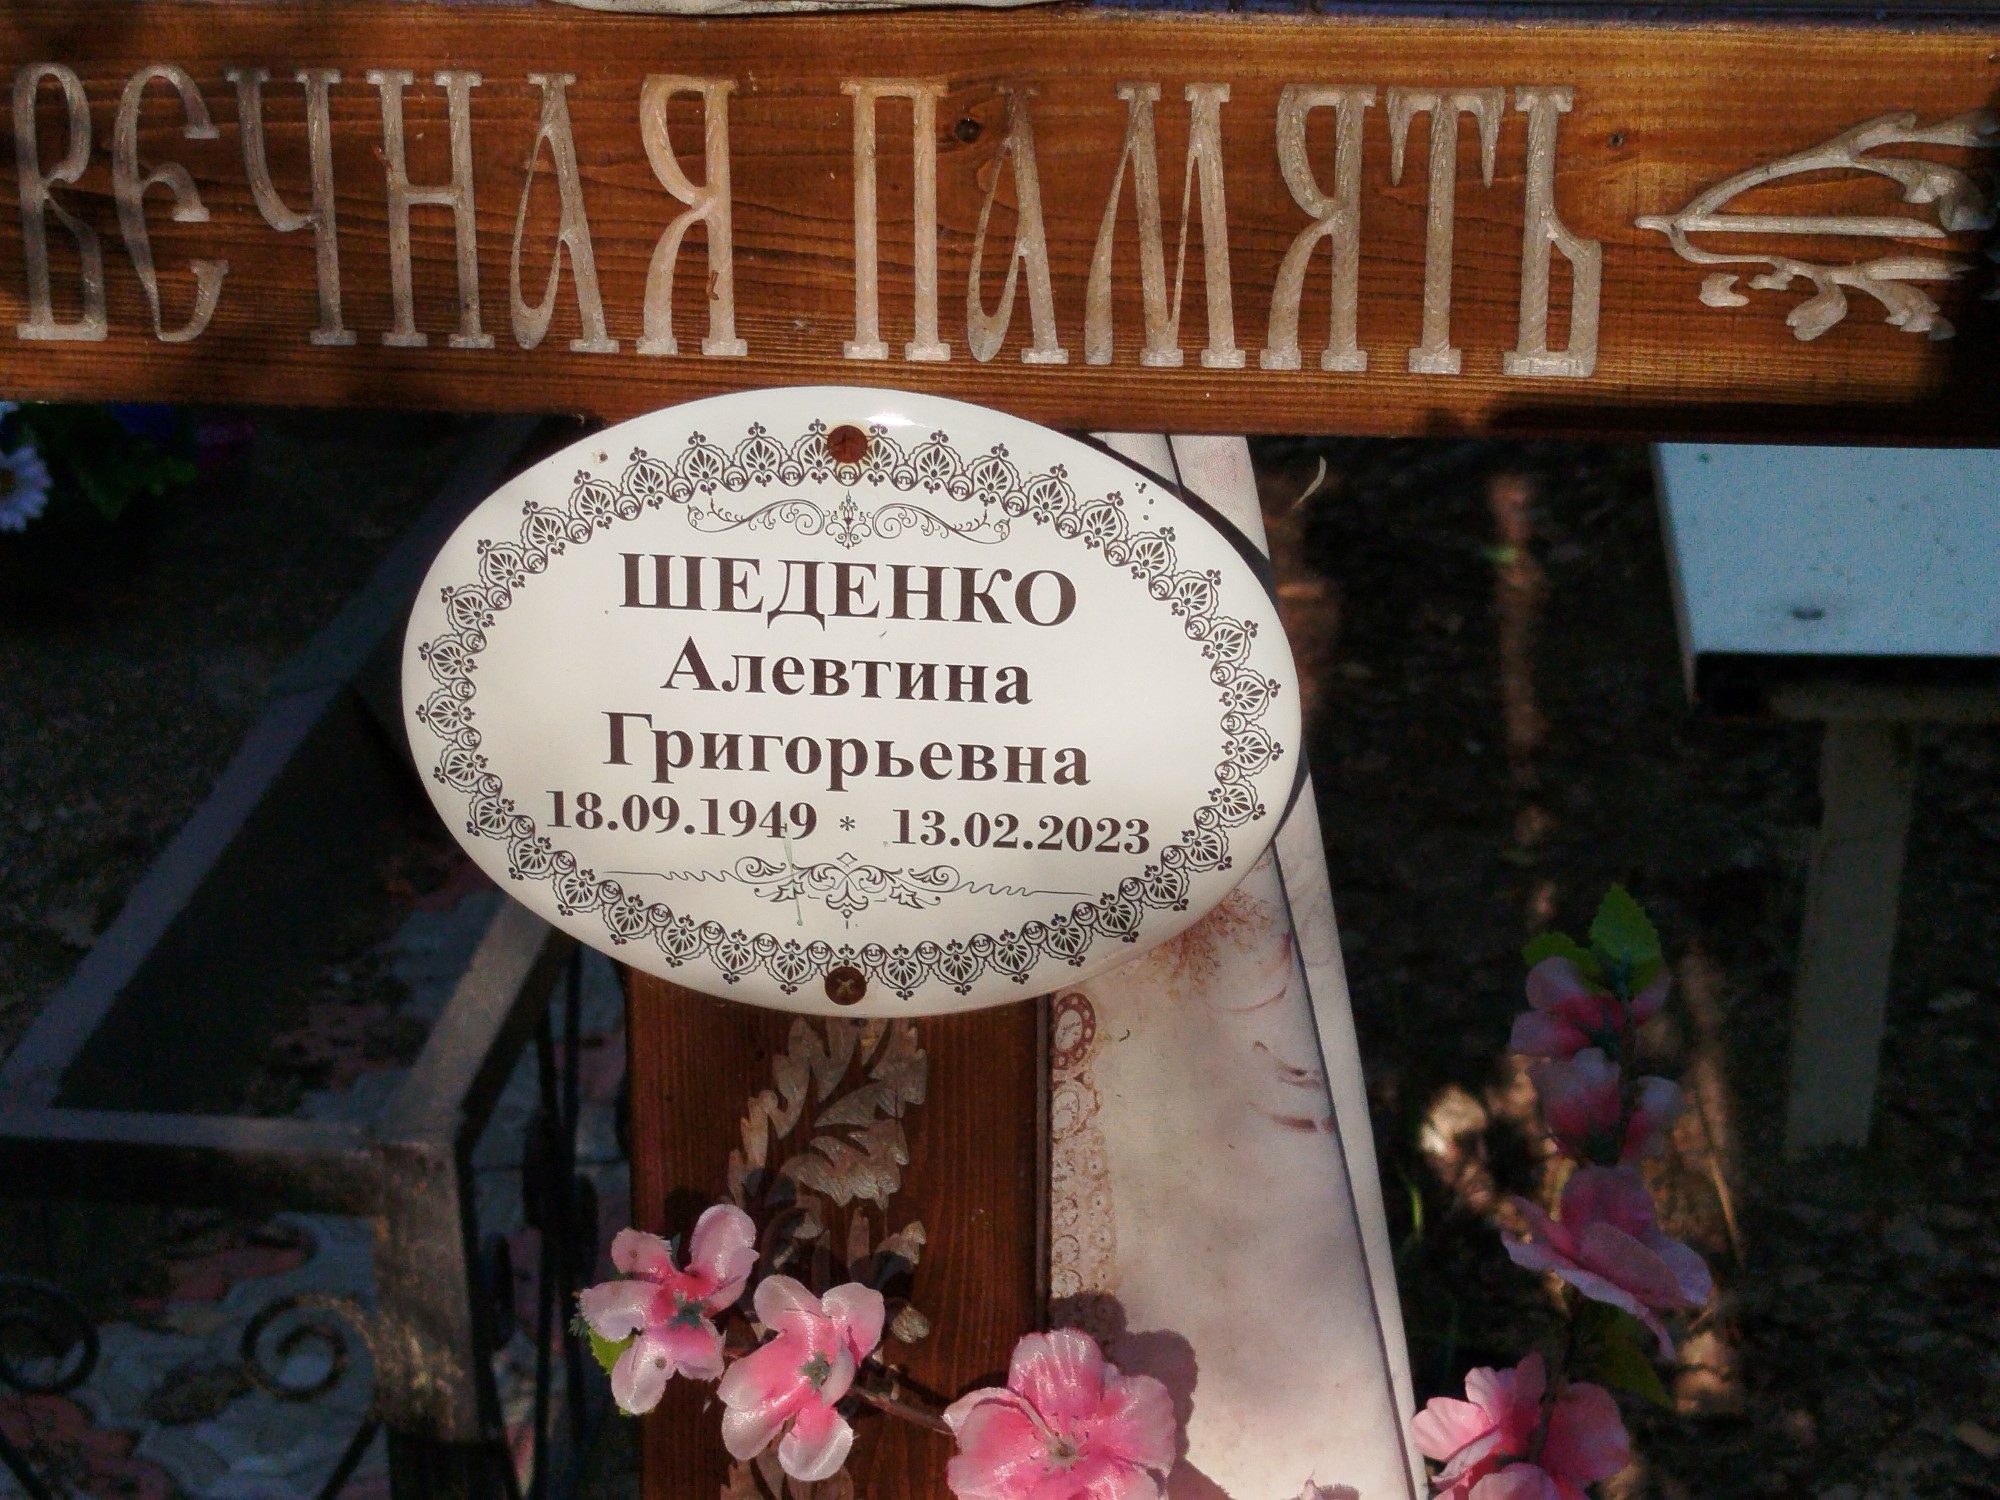 ВЕЧНАЯ ПАМЯТЬ
ШЕДЕНКО
Алевтина
Григорьевна
18.09.1949 * 13.02.2023